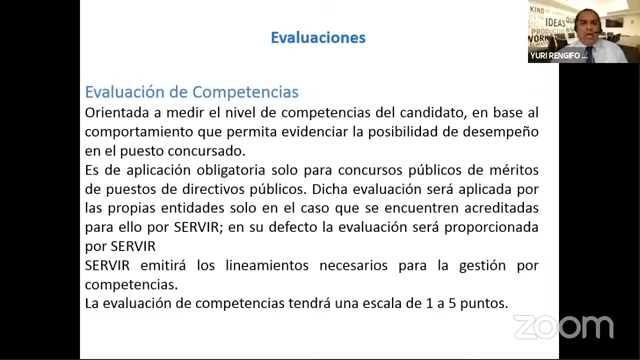 Evaluaciones
KIND
IDEAS
WORK
YURI RENGIFO ...
Evaluación de Competencias
Orientada a medir el nivel de competencias del candidato, en base al
comportamiento que permita evidenciar la posibilidad de desempeño
en el puesto concursado.
Es de aplicación obligatoria solo para concursos públicos de méritos
de puestos de directivos públicos. Dicha evaluación será aplicada por
las propias entidades solo en el caso que se encuentren acreditadas
para ello por SERVIR; en su defecto la evaluación será proporcionada
por SERVIR
SERVIR emitirá los lineamientos necesarios para la gestión por
competencias.
La evaluación de competencias tendrá una escala de 1 a 5 puntos.
zoom